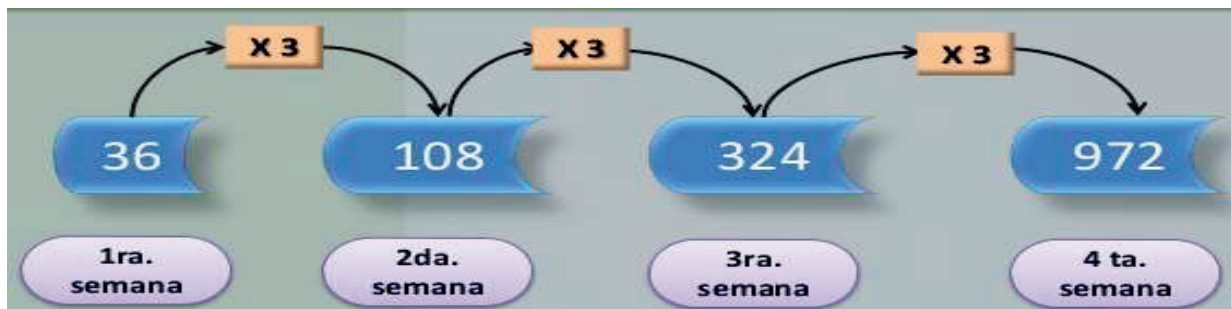 X 3
X 3
X 3
36
108
324
972
1ra.
semana
2da.
semana
3ra.
semana
4 ta.
semana